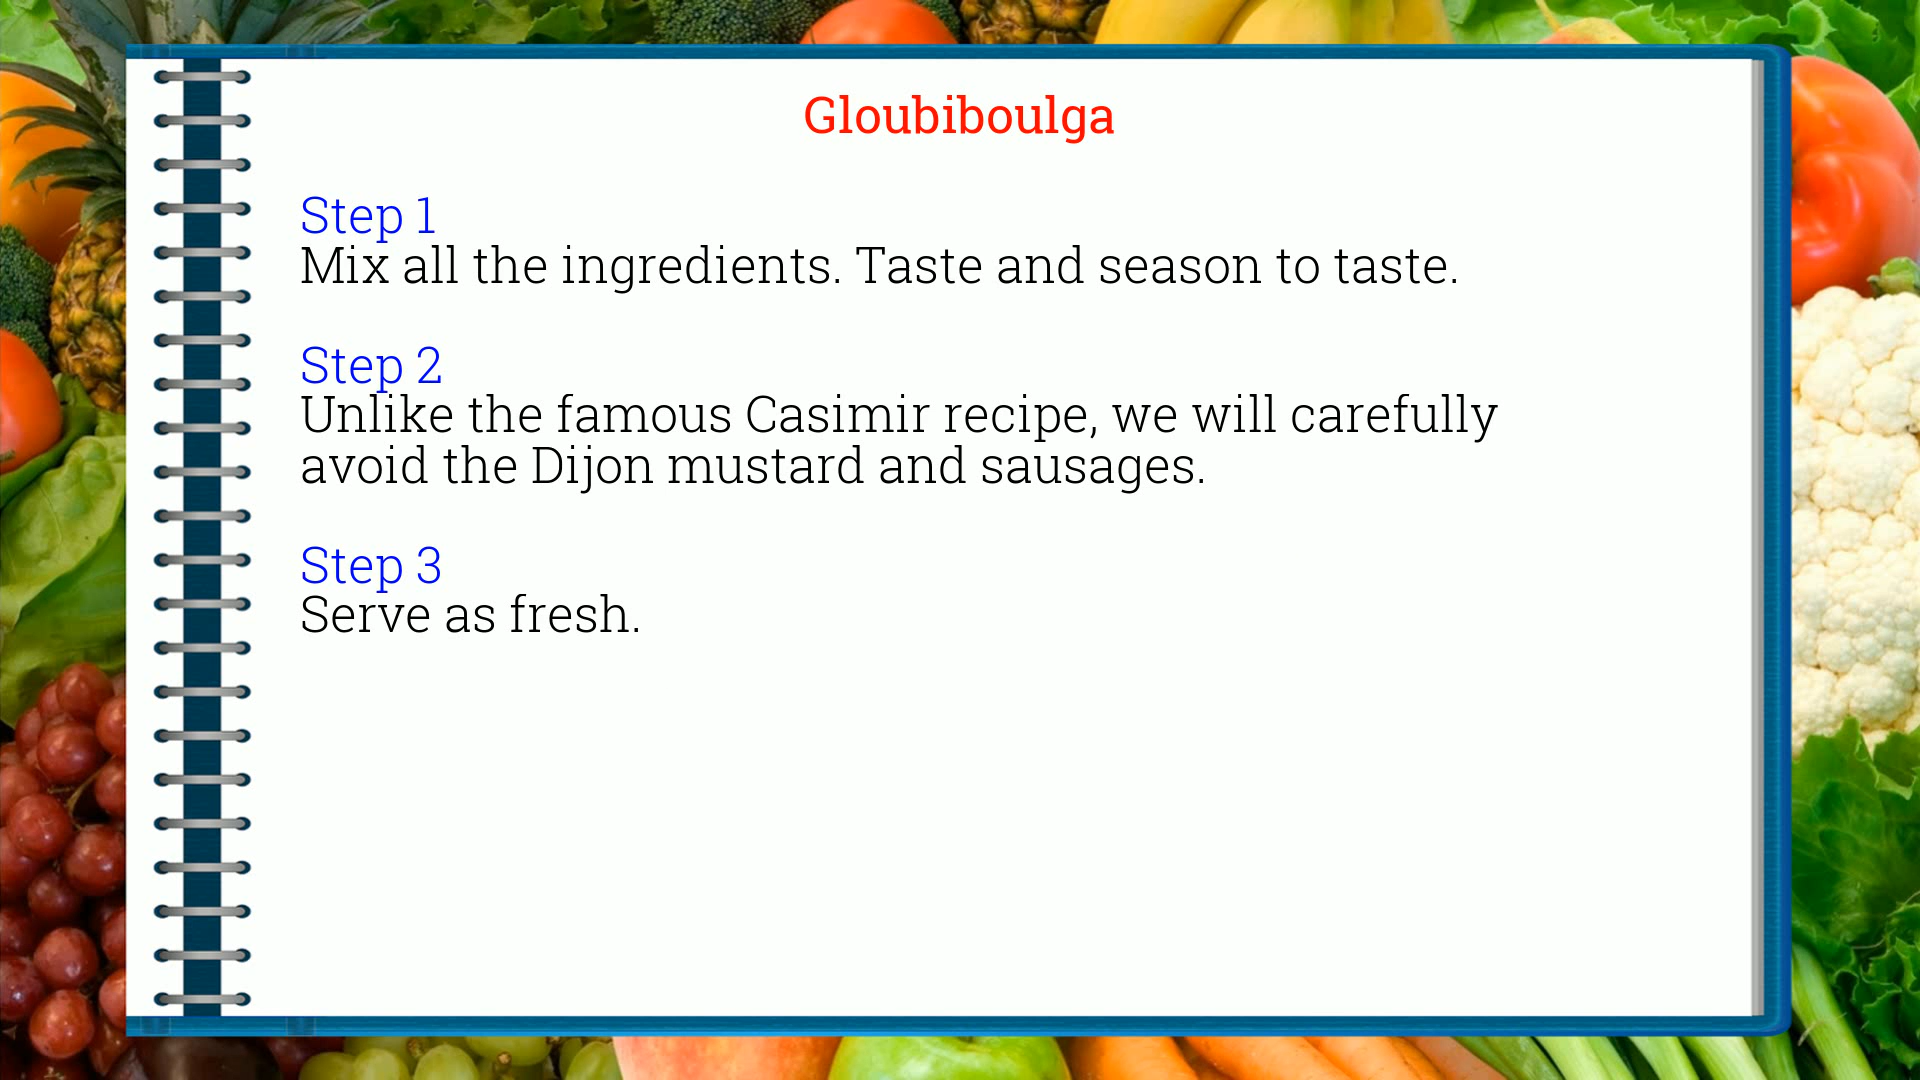 Gloubiboulga
Step 1
Mix all the ingredients. Taste and season to taste.
Step 2
Unlike the famous Casimir recipe, we will carefully
avoid the Dijon mustard and sausages.
Step 3
Serve as fresh.